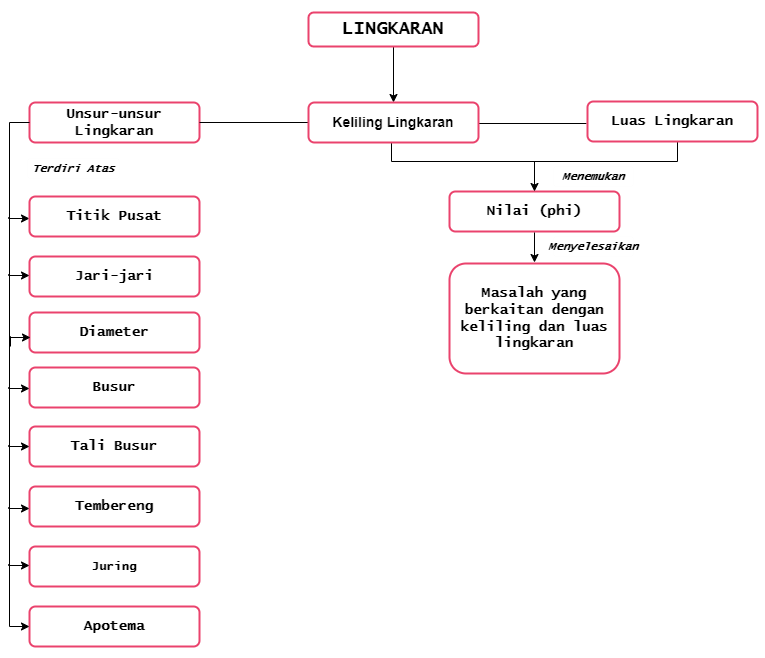 LINGKARAN
Unsur-unsur
Lingkaran
Keliling Lingkaran
Luas Lingkaran
Terdiri Atas
Menemukan
Titik Pusat
Nilai (phi)
Menyelesaikan
Jari-jari
Masalah yang
berkaitan dengan
keliling dan luas
lingkaran
Diameter
Busur
Tali Busur
Tembereng
Juring
Apotema